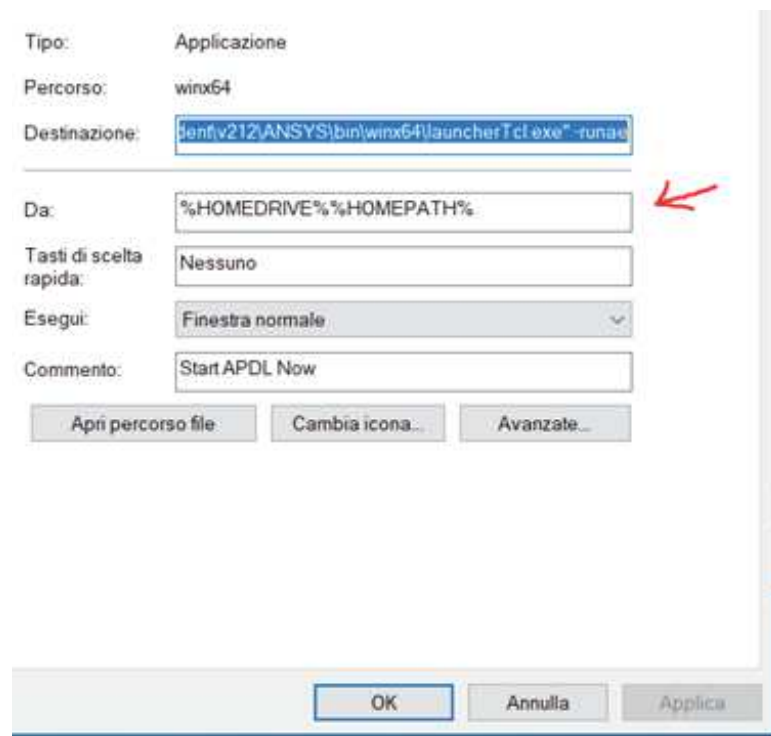 Tipo: Applicazione
Percorso: winx64
Destinazione: dent\v212\ANSYS\bin\winx64\launcherTcl.exe" -runae
Da: %HOMEDRIVE%%HOMEPATH%
Tasti di scelta
rapida: Nessuno
Esegui: Finestra normale
Commento: Start APDL Now
Apri percorso file Cambia icona... Avanzate...
OK Annulla Applica